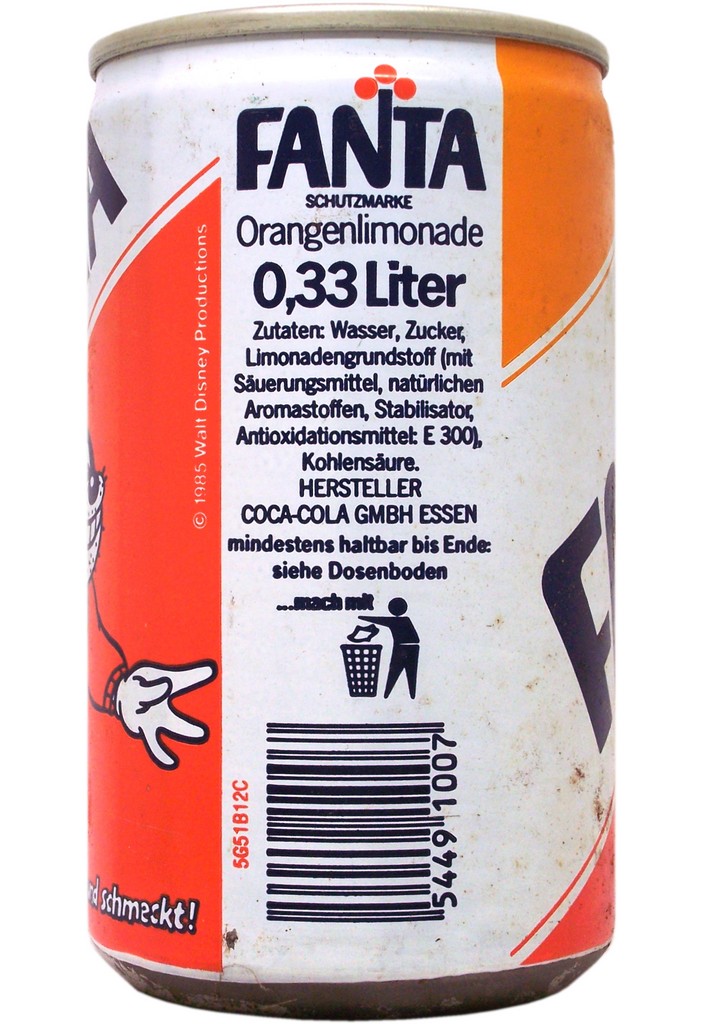 FANTA
SCHUTZMARKE
Orangenlimonade
0,33 Liter
Zutaten: Wasser, Zucker,
Limonadengrundstoff (mit
Säuerungsmittel, natürlichen
Aromastoffen, Stabilisator,
Antioxidationsmittel: E 300),
Kohlensäure.
HERSTELLER
COCA-COLA GMBH ESSEN
mindestens haltbar bis Ende:
siehe Dosenboden
...mach mit
5449 1007
5G51B12C
© 1985 Walt Disney Productions
schmeckt!